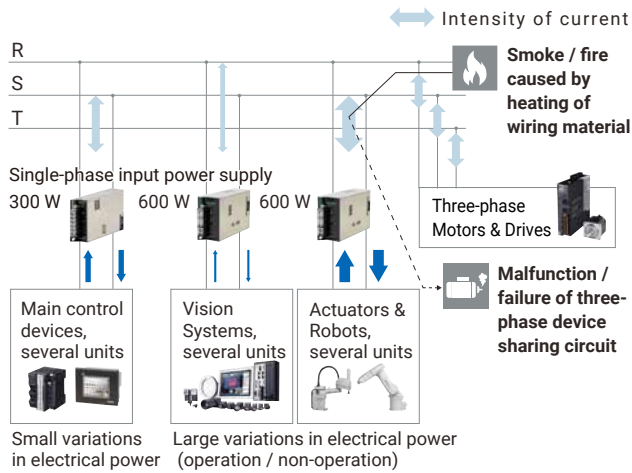 Intensity of current
R
S
T
Smoke / fire
caused by
heating of
wiring material
Single-phase input power supply
300 W
600 W
600 W
Three-phase
Motors & Drives
Malfunction /
failure of three-
phase device
sharing circuit
Main control
devices,
several units
Vision
Systems,
several units
Actuators &
Robots,
several units
Small variations
in electrical power
Large variations in electrical power
(operation / non-operation)